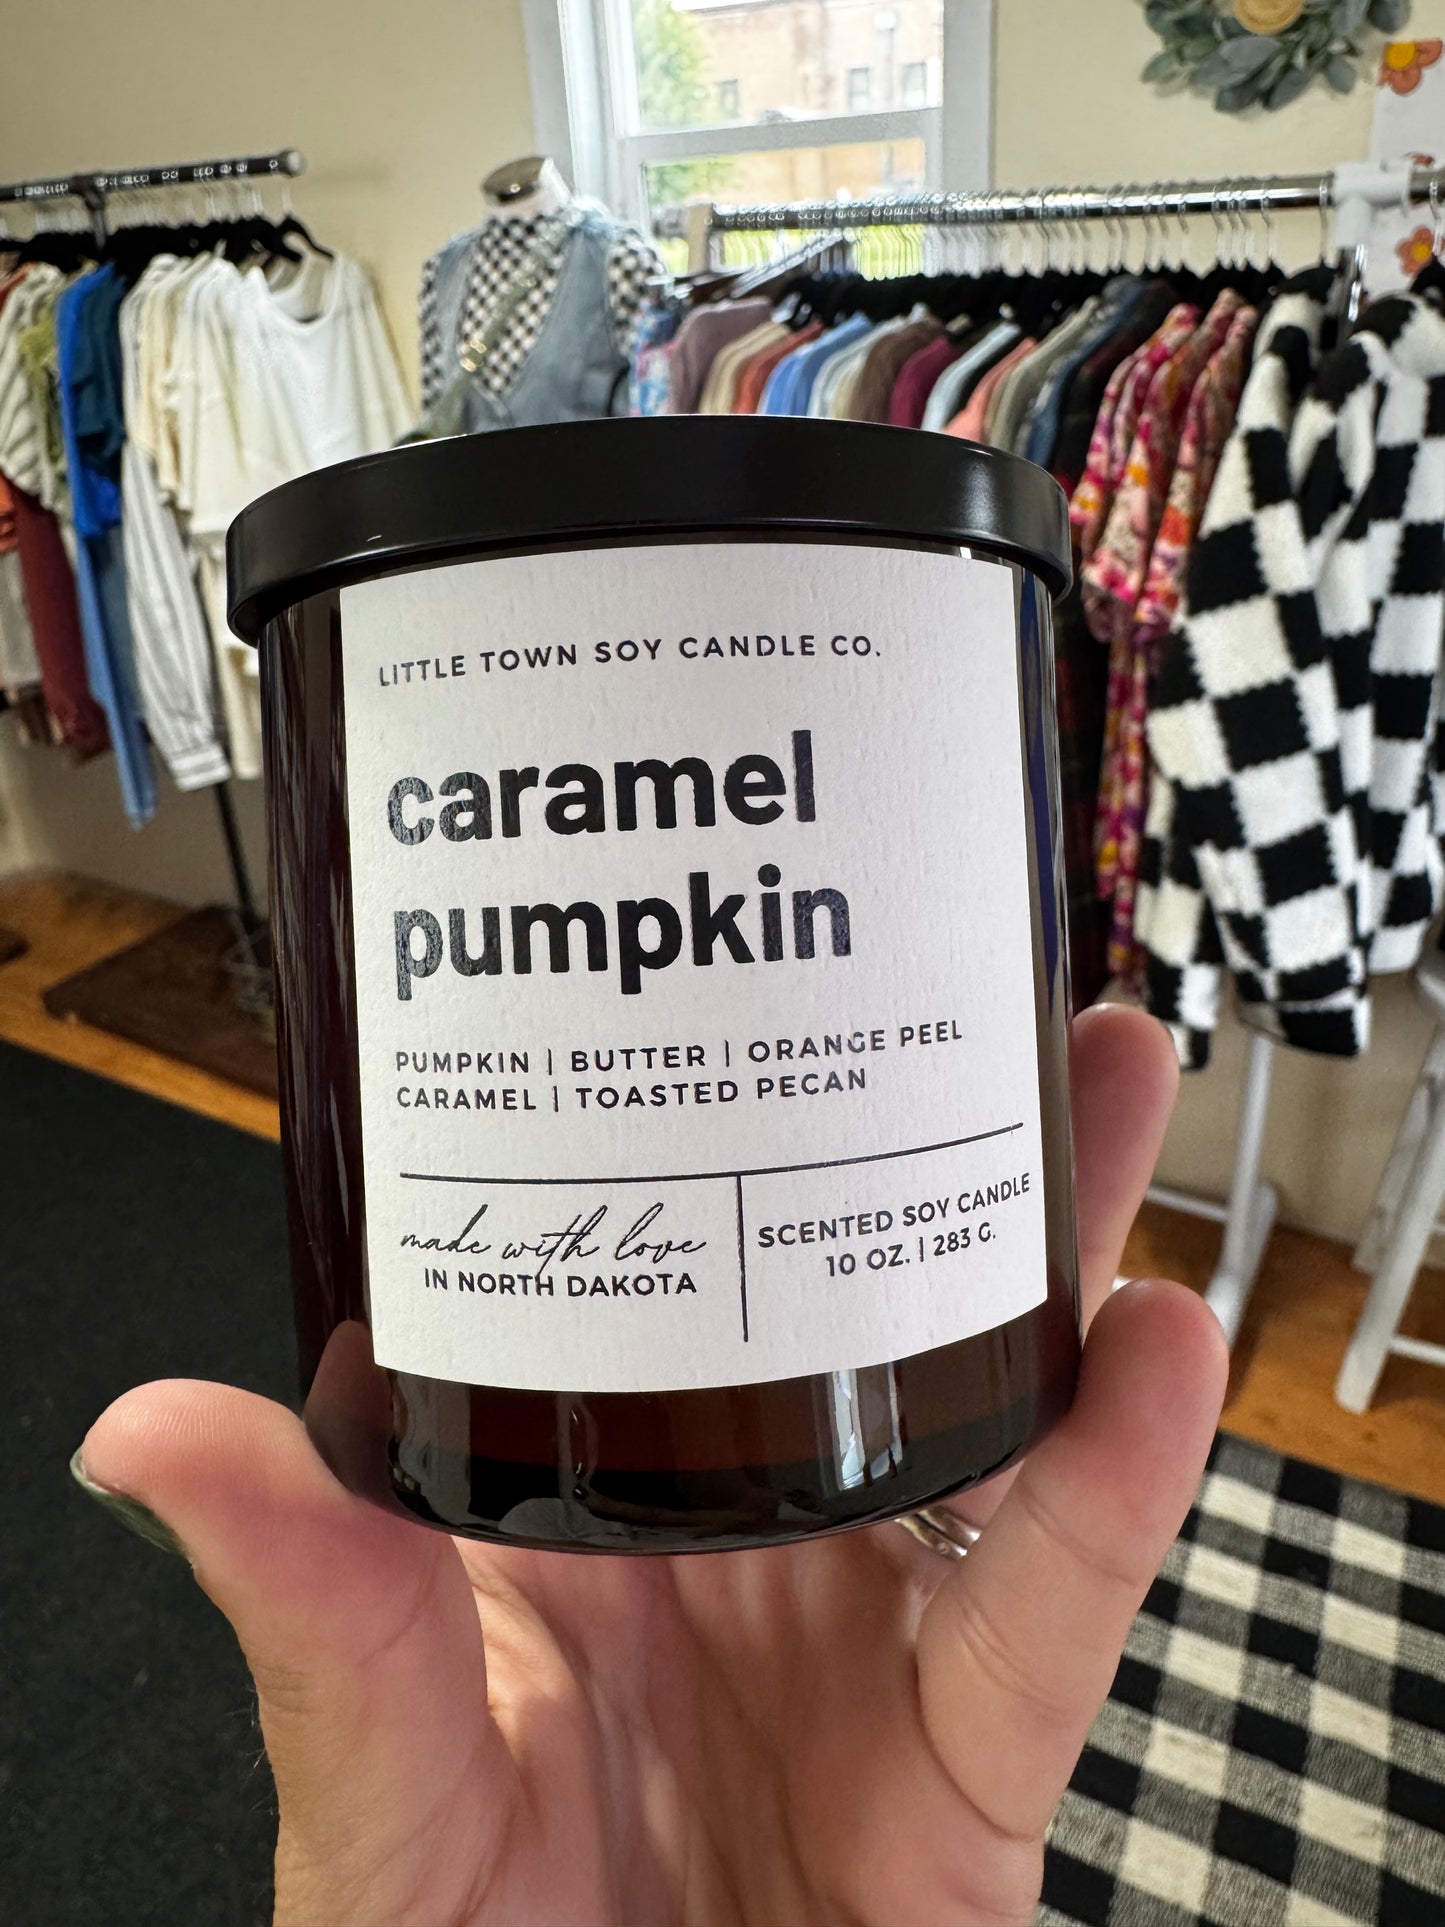 LITTLE TOWN SOY CANDLE CO.
caramel
pumpkin
PUMPKIN | BUTTER | ORANGE PEEL
CARAMEL | TOASTED PECAN
made with love
IN NORTH DAKOTA
SCENTED SOY CANDLE
10 OZ. | 283 G.